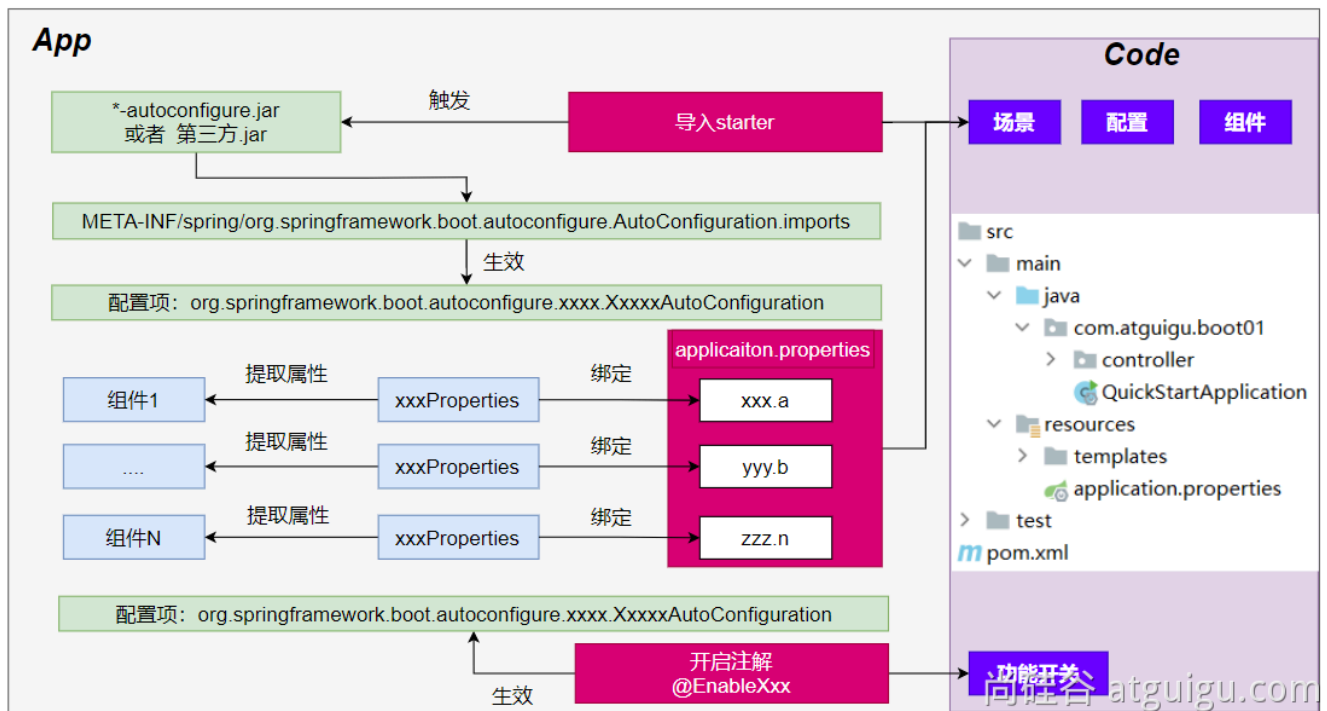 App
Code
*-autoconfigure.jar
或者 第三方.jar
触发
导入starter
场景
配置
组件
META-INF/spring/org.springframework.boot.autoconfigure.AutoConfiguration.imports
生效
配置项：org.springframework.boot.autoconfigure.xxxx.XxxxxAutoConfiguration
applicaiton.properties
组件1
提取属性
xxxProperties
绑定
xxx.a
....
提取属性
xxxProperties
绑定
yyy.b
组件N
提取属性
xxxProperties
绑定
zzz.n
配置项：org.springframework.boot.autoconfigure.xxxx.XxxxxAutoConfiguration
生效
开启注解
@EnableXxx
src
main
java
com.atguigu.boot01
controller
QuickStartApplication
resources
templates
application.properties
test
m pom.xml
功能开关
尚硅谷 atguigu.com